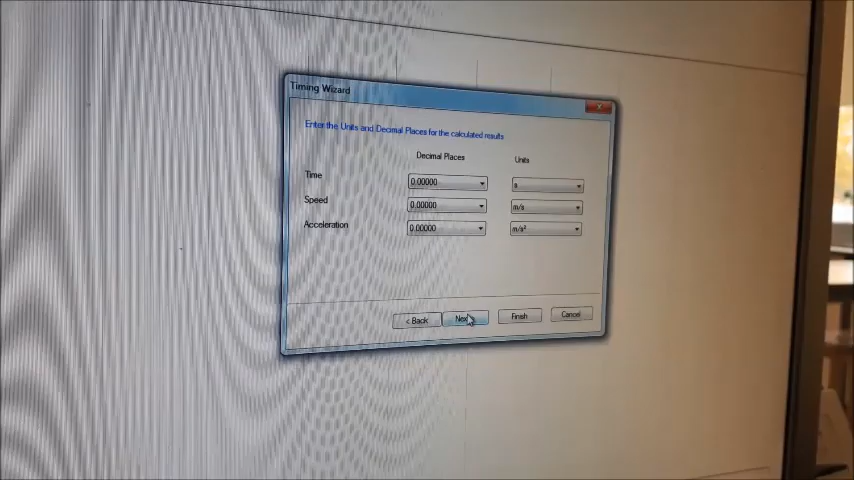 Timing Wizard
Enter the Units and Decimal Places for the calculated results
Decimal Places Units
Time 0.00000 s
Speed 0.00000 m/s
Acceleration 0.00000 m/s²
< Back Next Finish Cancel